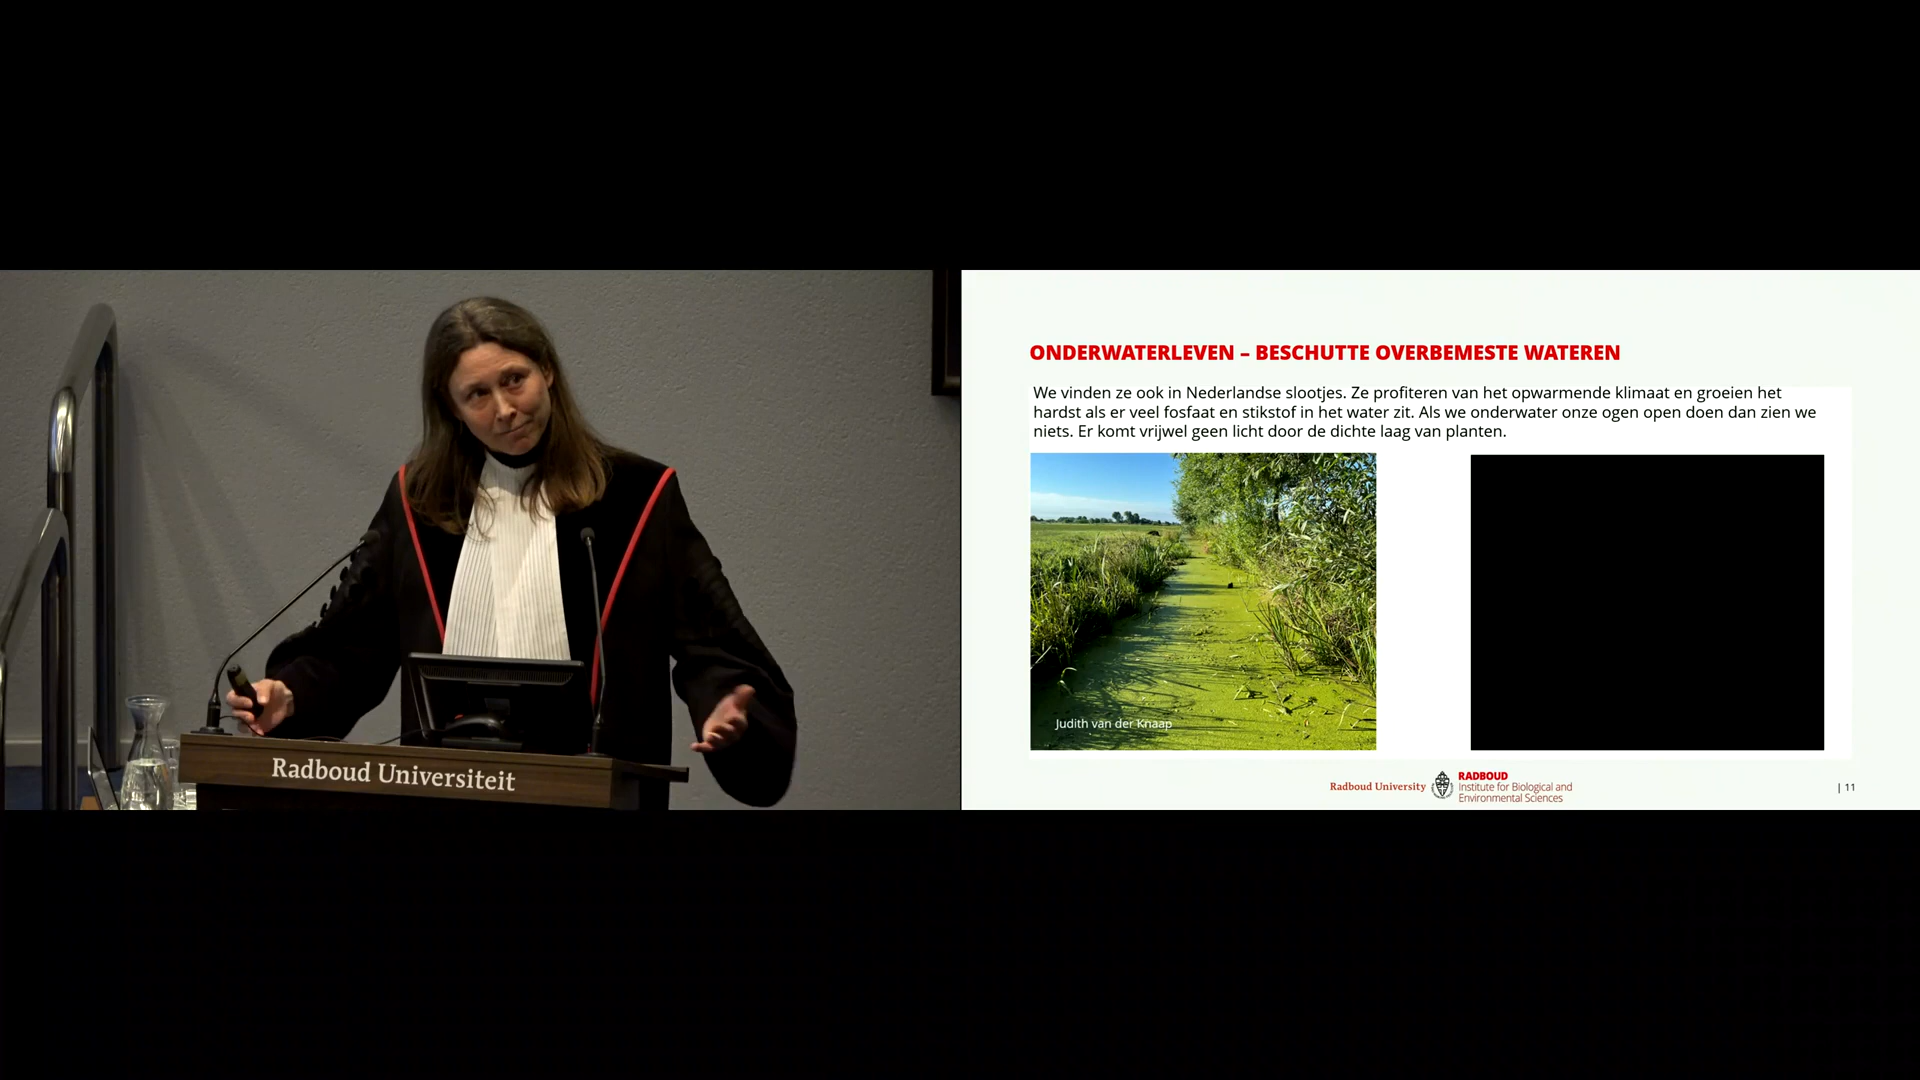 Radboud Universiteit
ONDERWATERLEVEN – BESCHUTTE OVERBEMESTE WATEREN
We vinden ze ook in Nederlandse slootjes. Ze profiteren van het opwarmende klimaat en groeien het
hardst als er veel fosfaat en stikstof in het water zit. Als we onderwater onze ogen open doen dan zien we
niets. Er komt vrijwel geen licht door de dichte laag van planten.
Judith van der Knaap
Radboud University
RADBOUD
Institute for Biological and
Environmental Sciences
| 11